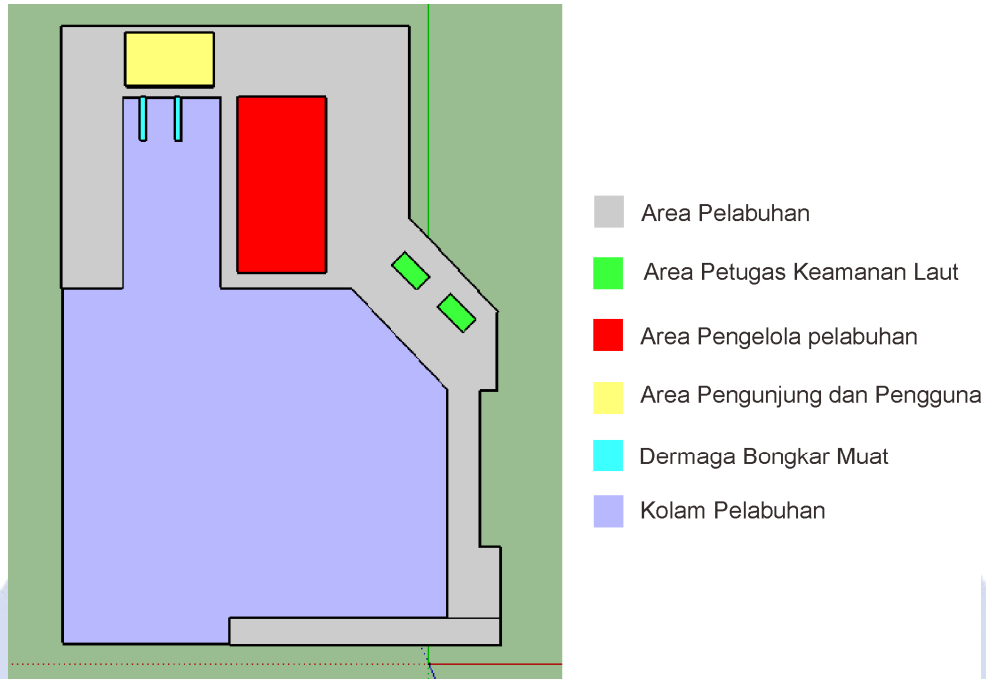 Area Pelabuhan
Area Petugas Keamanan Laut
Area Pengelola pelabuhan
Area Pengunjung dan Pengguna
Dermaga Bongkar Muat
Kolam Pelabuhan